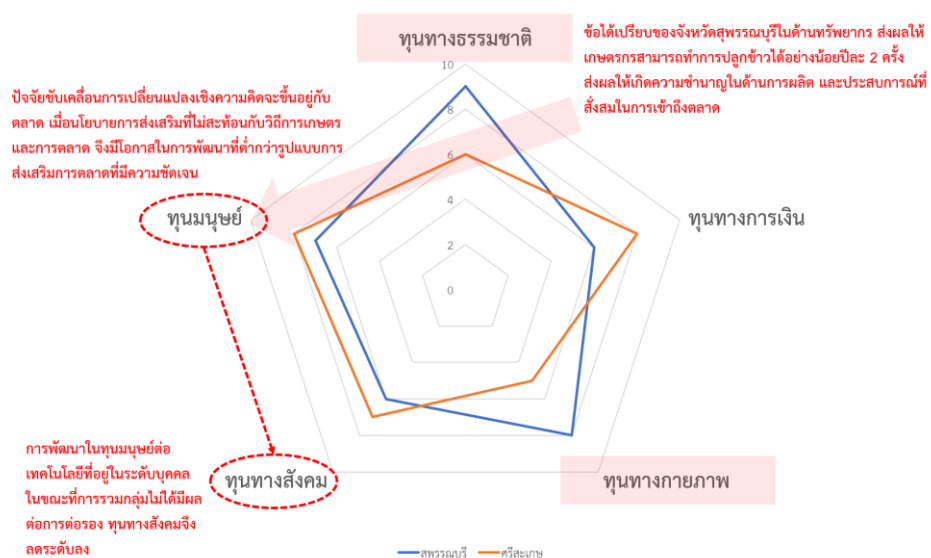 ทุนทางธรรมชาติ
ข้อได้เปรียบของจังหวัดสุพรรณบุรีในด้านทรัพยากร ส่งผลให้
เกษตรกรสามารถทำการปลูกข้าวได้อย่างน้อยปีละ 2 ครั้ง
ส่งผลให้เกิดความชำนาญในด้านการผลิต และประสบการณ์ที่
สั่งสมในการเข้าถึงตลาด
ปัจจัยขับเคลื่อนการเปลี่ยนแปลงเชิงความคิดจะขึ้นอยู่กับ
ตลาด เมื่อนโยบายการส่งเสริมที่ไม่สะท้อนกับวิถีการเกษตร
และการตลาด จึงมีโอกาสในการพัฒนาที่ต่ำกว่ารูปแบบการ
ส่งเสริมการตลาดที่มีความชัดเจน
10
8
6
4
2
0
ทุนมนุษย์
ทุนทางการเงิน
การพัฒนาในทุนมนุษย์ต่อ
เทคโนโลยีที่อยู่ในระดับบุคคล
ในขณะที่การรวมกลุ่มไม่ได้มีผล
ต่อการต่อรอง ทุนทางสังคมจึง
ลดระดับลง
ทุนทางสังคม
ทุนทางกายภาพ
สุพรรณบุรี
ศรีสะเกษ